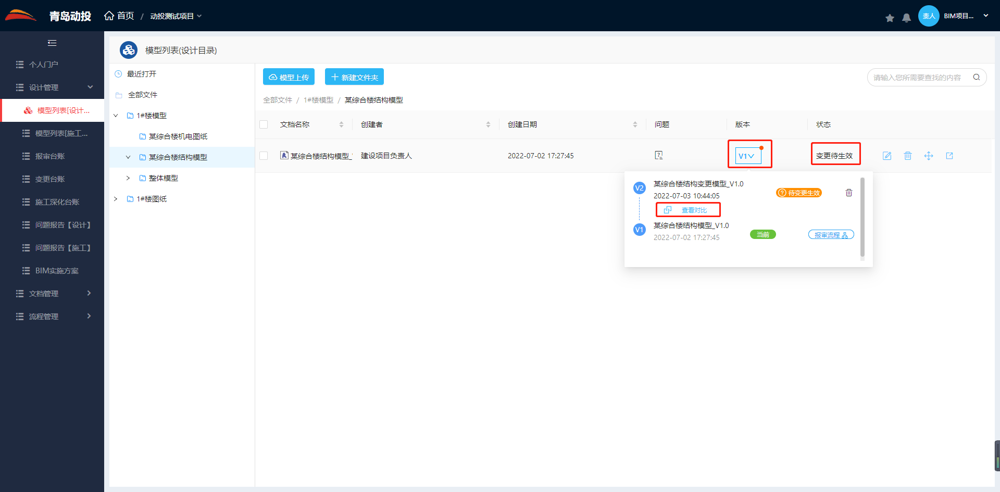 青岛动投
首页 / 动投测试项目
责人 BIM项目...
个人门户
设计管理
模型列表[设计...
模型列表[施工...
报审台账
变更台账
施工深化台账
问题报告【设计】
问题报告【施工】
BIM实施方案
文档管理
流程管理
模型列表(设计目录)
最近打开
全部文件
1#楼模型
某综合楼机电图纸
某综合楼结构模型
整体模型
1#楼图纸
模型上传 新建文件夹
请输入您所需要查找的内容
全部文件 / 1#楼模型 / 某综合楼结构模型
文档名称 创建者 创建日期 问题 版本 状态
某综合楼结构模型_ 建设项目负责人 2022-07-02 17:27:45 V1 变更待生效
V2 某综合楼结构变更模型_V1.0
2022-07-03 10:44:05 待变更生效
查看对比
V1 某综合楼结构模型_V1.0
2022-07-02 17:27:45 当前 报审流程